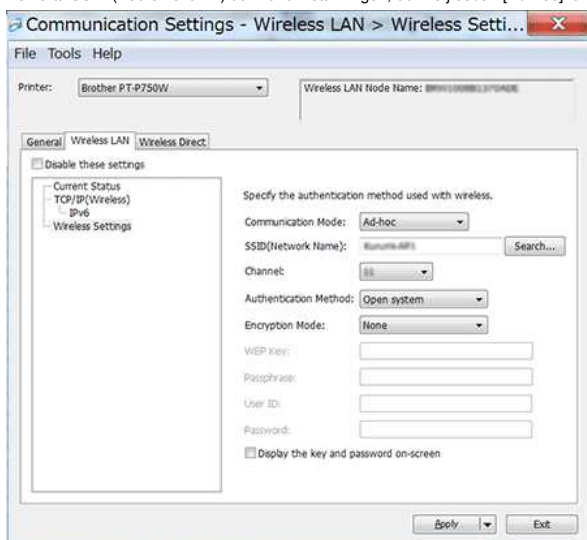 Communication Settings - Wireless LAN > Wireless Setti...
File Tools Help
Printer: Brother PT-P750W Wireless LAN Node Name:
General Wireless LAN Wireless Direct
Disable these settings
Current Status
TCP/IP(Wireless)
IPv6
Wireless Settings
Specify the authentication method used with wireless.
Communication Mode: Ad-hoc
SSID(Network Name): Search...
Channel:
Authentication Method: Open system
Encryption Mode: None
WEP Key:
Passphrase:
User ID:
Password:
Display the key and password on-screen
Apply Exit